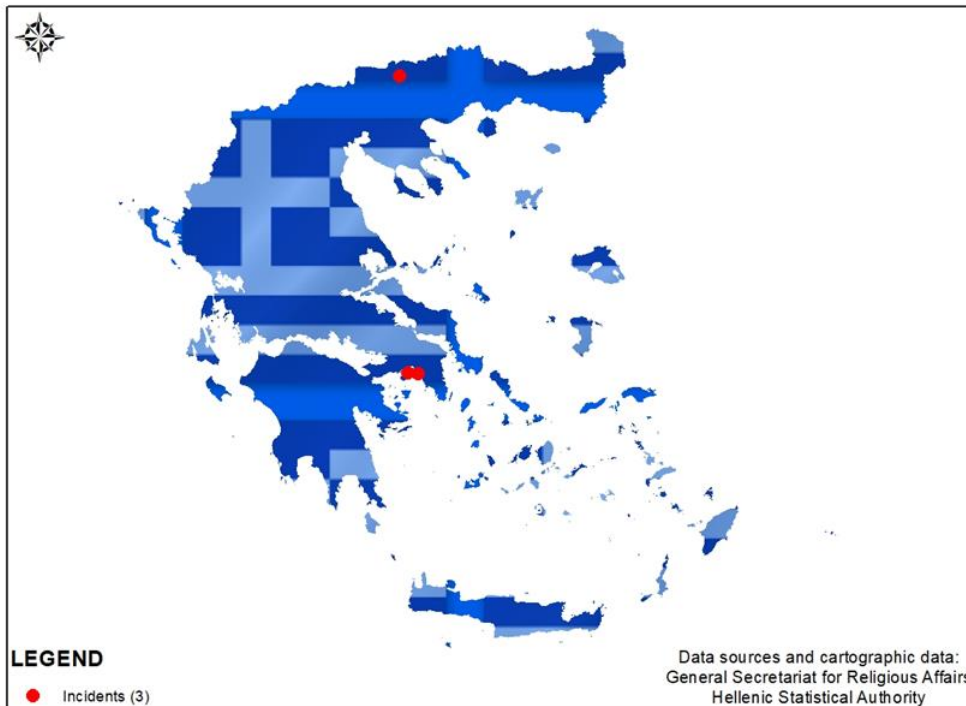 LEGEND
Incidents (3)
Data sources and cartographic data:
General Secretariat for Religious Affairs
Hellenic Statistical Authority